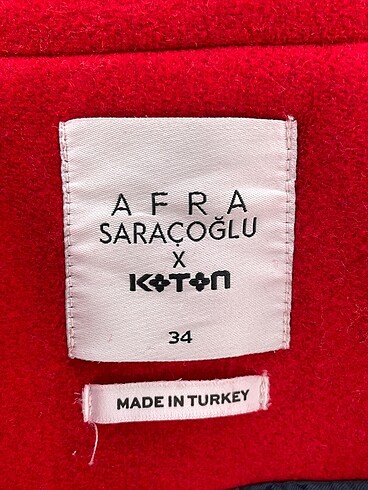 AFRA
SARAÇOĞLU
X
KOTON
34
MADE IN TURKEY